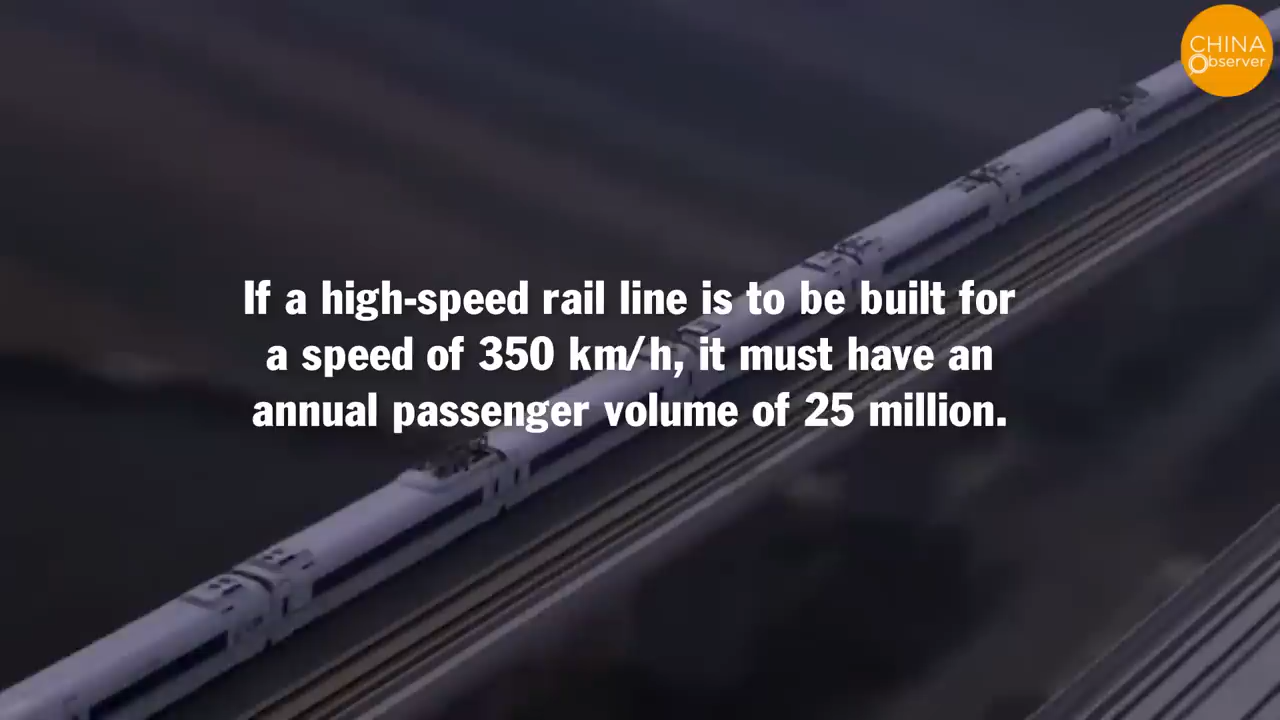 CHINA
Observer
If a high-speed rail line is to be built for
a speed of 350 km/h, it must have an
annual passenger volume of 25 million.